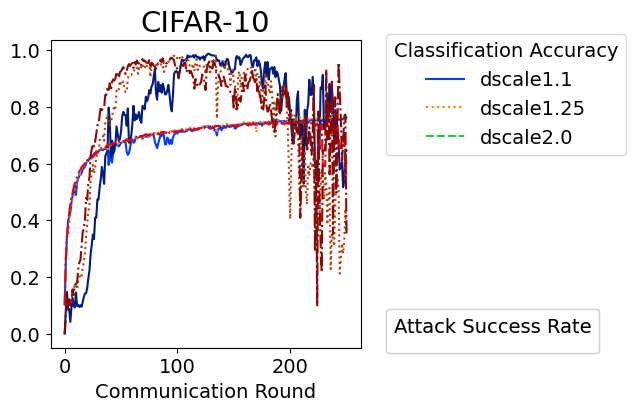 CIFAR-10
1.0
0.8
0.6
0.4
0.2
0.0
0 100 200
Communication Round
Classification Accuracy
dscale1.1
dscale1.25
dscale2.0
Attack Success Rate